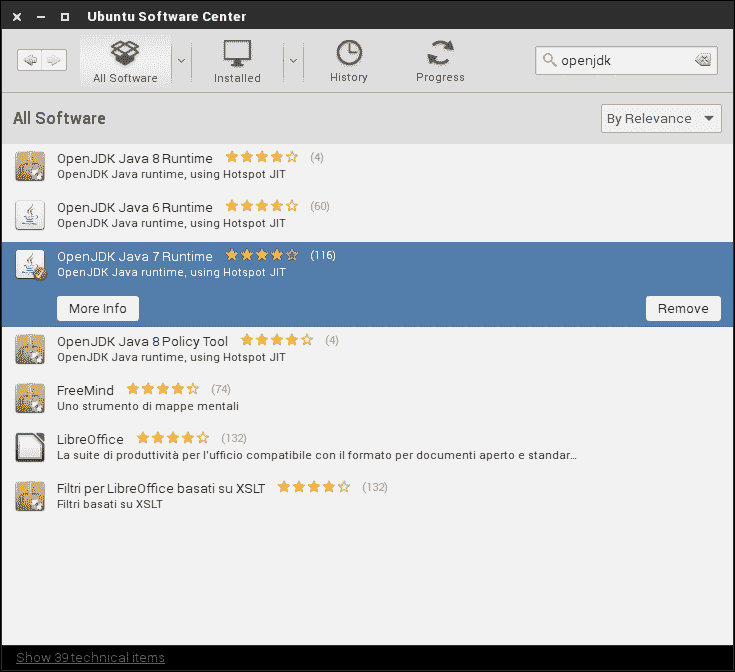 Ubuntu Software Center
All Software
Installed
History
Progress
openjdk
All Software
By Relevance
OpenJDK Java 8 Runtime (4)
OpenJDK Java runtime, using Hotspot JIT
OpenJDK Java 6 Runtime (60)
OpenJDK Java runtime, using Hotspot JIT
OpenJDK Java 7 Runtime (116)
OpenJDK Java runtime, using Hotspot JIT
More Info
Remove
OpenJDK Java 8 Policy Tool (4)
OpenJDK Java runtime, using Hotspot JIT
FreeMind (74)
Uno strumento di mappe mentali
LibreOffice (132)
La suite di produttività per l'ufficio compatibile con il formato per documenti aperto e standar...
Filtri per LibreOffice basati su XSLT (132)
Filtri basati su XSLT
Show 39 technical items